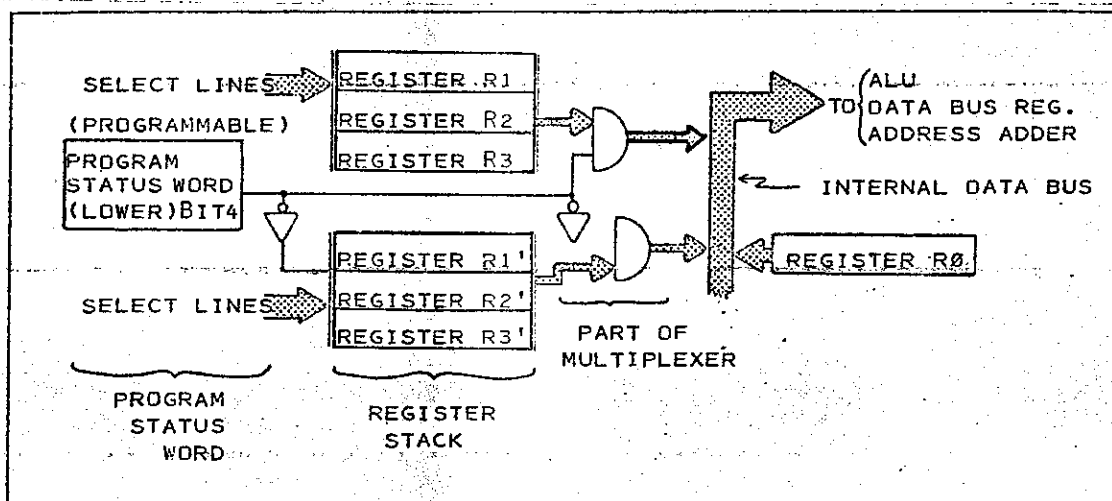 SELECT LINES
(PROGRAMMABLE)
REGISTER R1
REGISTER R2
REGISTER R3
PROGRAM
STATUS WORD
(LOWER)BIT4
TO
ALU
DATA BUS REG.
ADDRESS ADDER
INTERNAL DATA BUS
SELECT LINES
REGISTER R1'
REGISTER R2'
REGISTER R3'
REGISTER RØ
PART OF
MULTIPLEXER
PROGRAM
STATUS
WORD
REGISTER
STACK